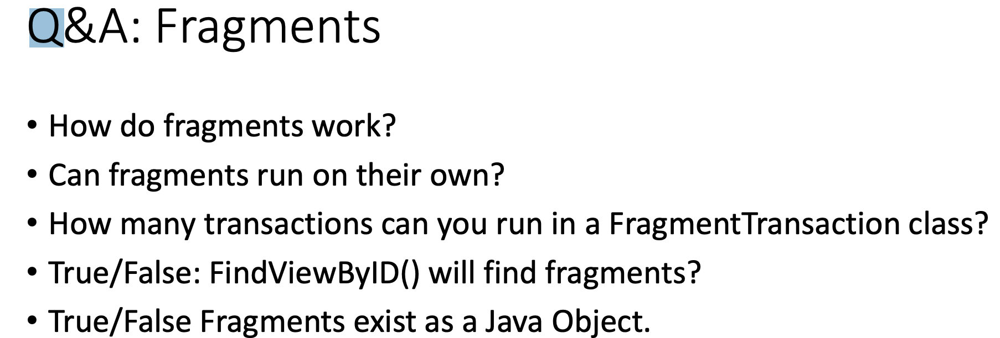 Q&A: Fragments
• How do fragments work?
• Can fragments run on their own?
• How many transactions can you run in a FragmentTransaction class?
• True/False: FindViewByID() will find fragments?
• True/False Fragments exist as a Java Object.